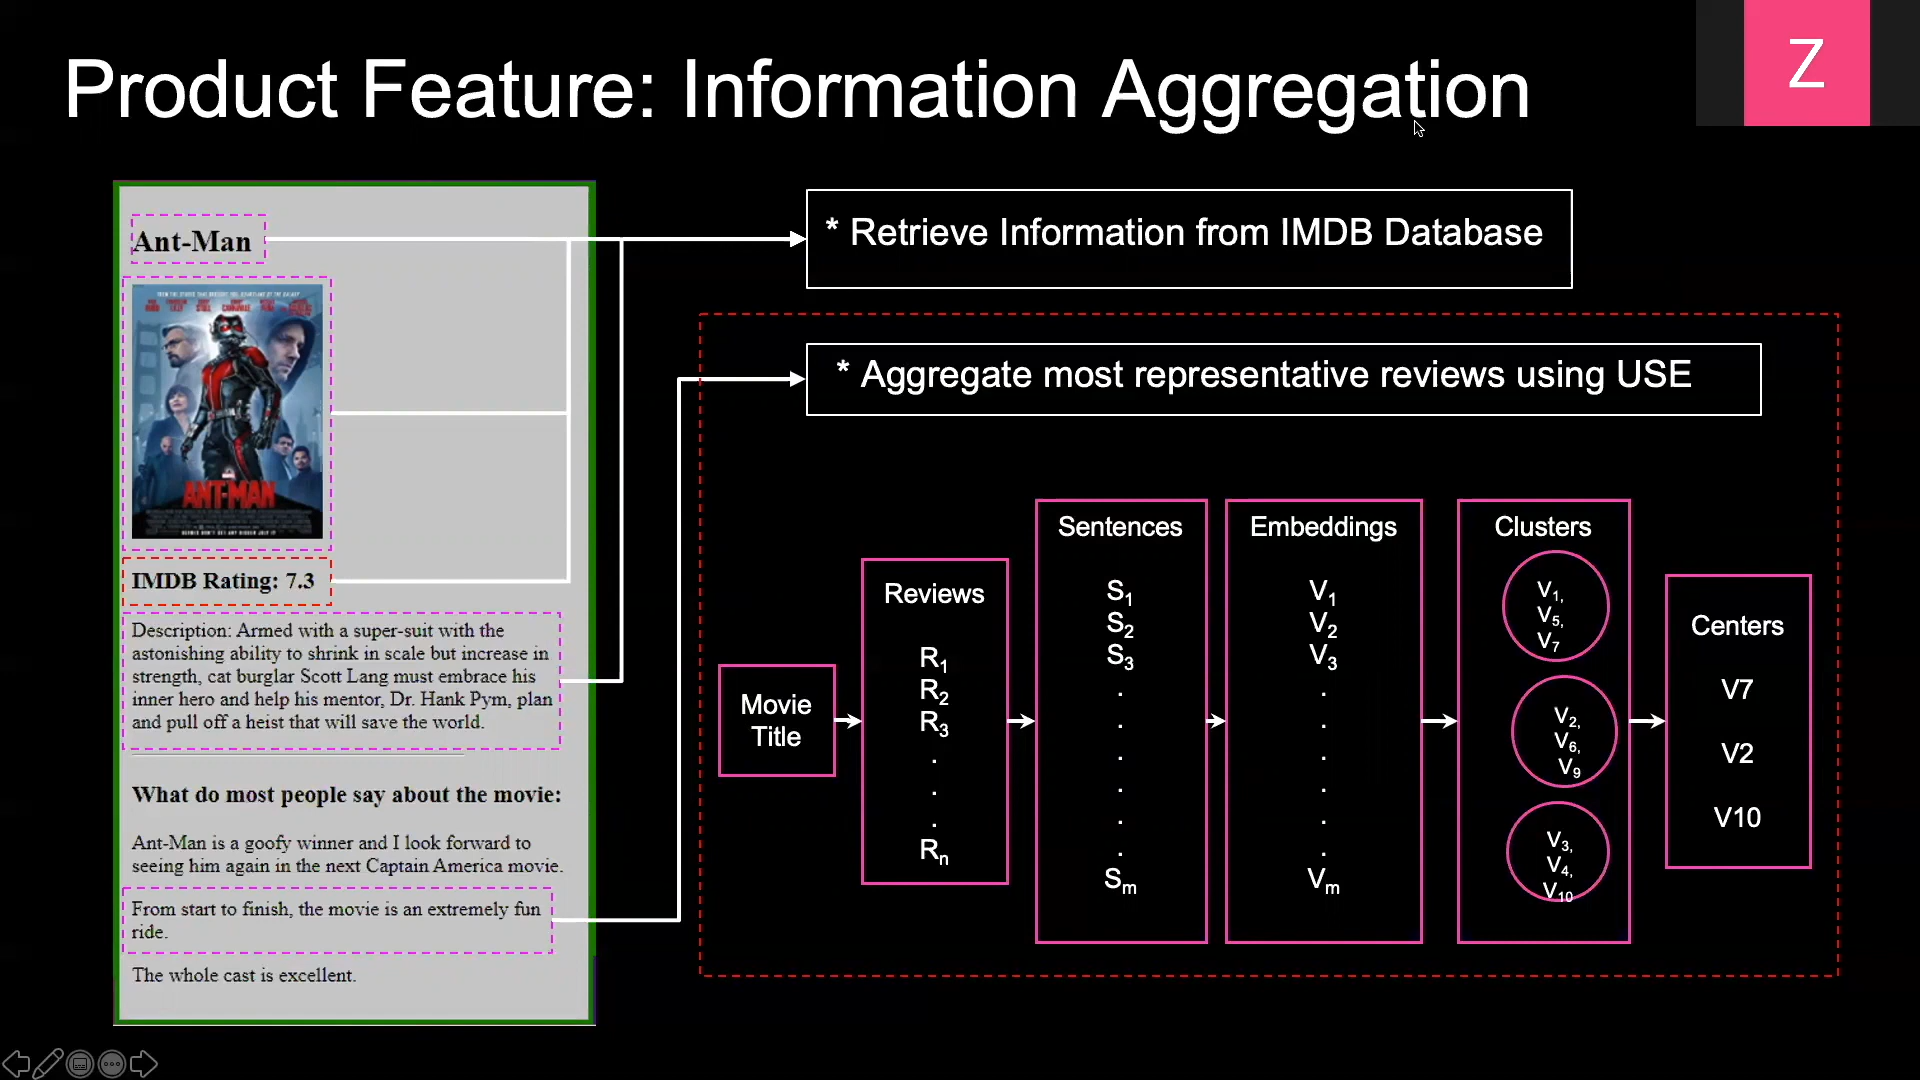 Product Feature: Information Aggregation
Z
Ant-Man
ANT-MAN
IMDB Rating: 7.3
Description: Armed with a super-suit with the
astonishing ability to shrink in scale but increase in
strength, cat burglar Scott Lang must embrace his
inner hero and help his mentor, Dr. Hank Pym, plan
and pull off a heist that will save the world.
What do most people say about the movie:
Ant-Man is a goofy winner and I look forward to
seeing him again in the next Captain America movie.
From start to finish, the movie is an extremely fun
ride.
The whole cast is excellent.
* Retrieve Information from IMDB Database
* Aggregate most representative reviews using USE
Movie
Title
Reviews
R1
R2
R3
.
.
.
Rn
Sentences
S1
S2
S3
.
.
.
.
.
.
Sm
Embeddings
V1
V2
V3
.
.
.
.
.
.
Vm
Clusters
V1,
V5,
V7
V2,
V6,
V9
V3,
V4,
V10
Centers
V7
V2
V10